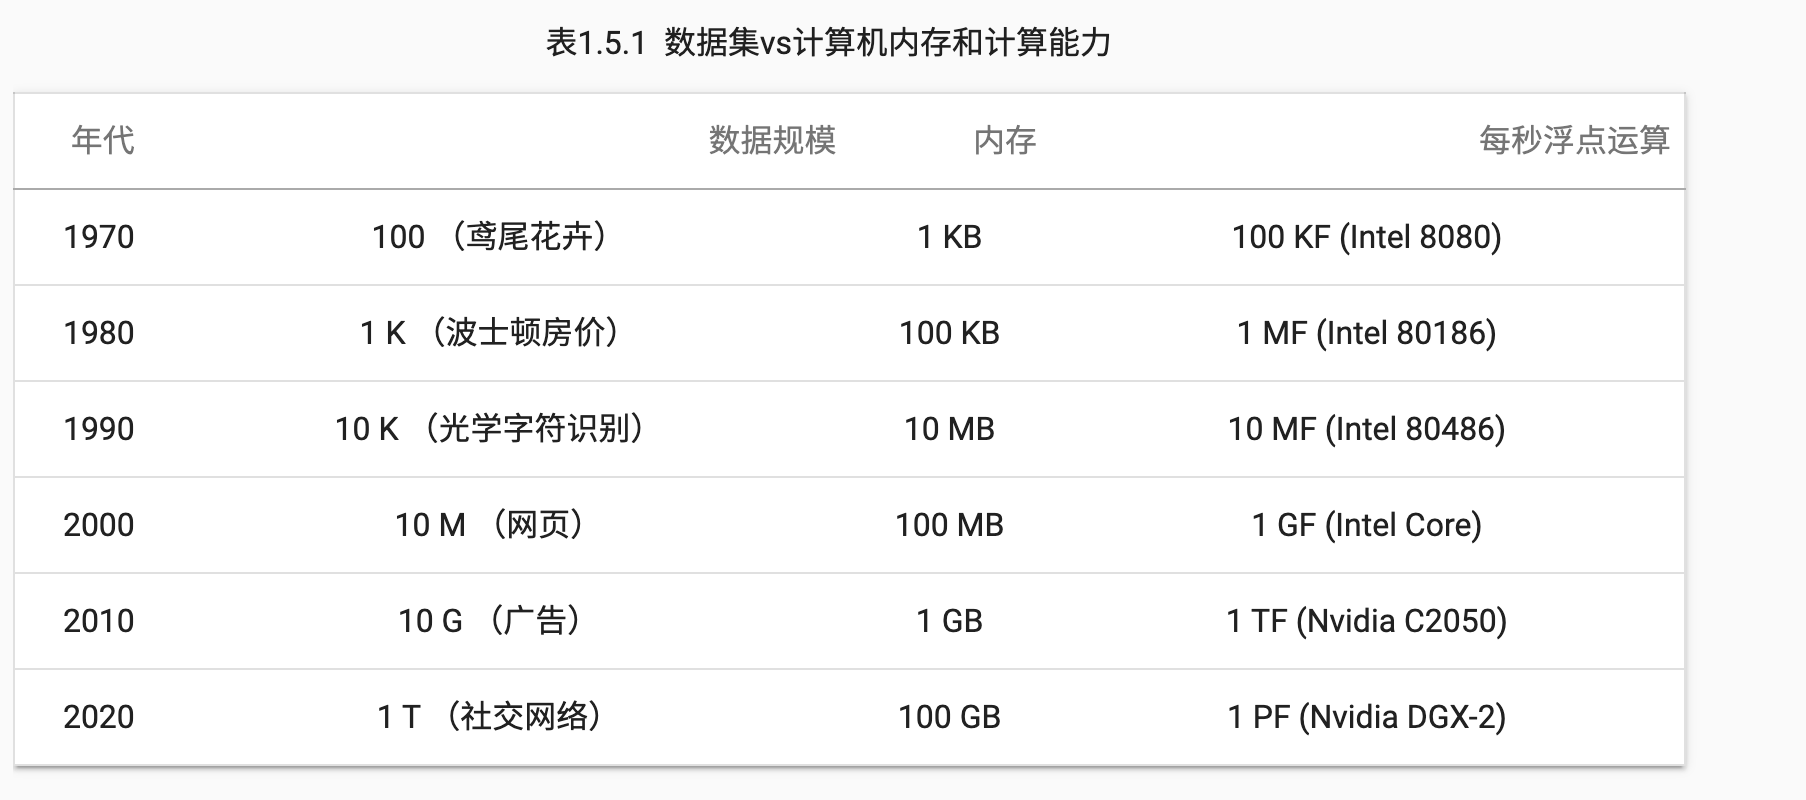 表1.5.1 数据集vs计算机内存和计算能力
年代 数据规模 内存 每秒浮点运算
1970 100 （鸢尾花卉） 1 KB 100 KF (Intel 8080)
1980 1 K （波士顿房价） 100 KB 1 MF (Intel 80186)
1990 10 K （光学字符识别） 10 MB 10 MF (Intel 80486)
2000 10 M （网页） 100 MB 1 GF (Intel Core)
2010 10 G （广告） 1 GB 1 TF (Nvidia C2050)
2020 1 T （社交网络） 100 GB 1 PF (Nvidia DGX-2)